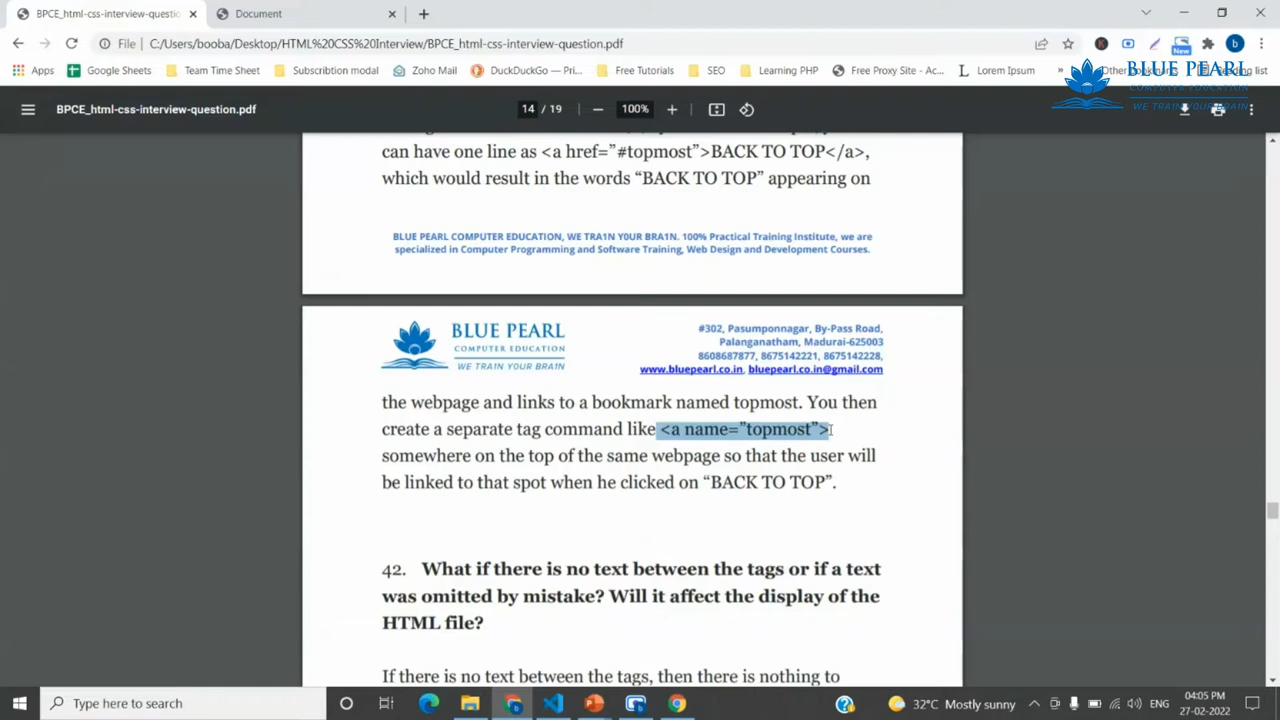 BPCE_html-css-interview-questio
Document
File
C:/Users/booba/Desktop/HTML%20CSS%20Interview/BPCE_html-css-interview-question.pdf
New
b
Apps
Google Sheets
Team Time Sheet
Subscribtion modal
Zoho Mail
DuckDuckGo — Pri...
Free Tutorials
SEO
Learning PHP
Free Proxy Site - Ac...
Lorem Ipsum
Reading list
BLUE PEARL
COMPUTER EDUCATION
WE TRAIN YOUR BRAIN
BPCE_html-css-interview-question.pdf
14 / 19
100%
can have one line as <a href=”#topmost”>BACK TO TOP</a>,
which would result in the words “BACK TO TOP” appearing on
BLUE PEARL COMPUTER EDUCATION, WE TRA1N Y0UR BRA1N. 100% Practical Training Institute, we are
specialized in Computer Programming and Software Training, Web Design and Development Courses.
BLUE PEARL
COMPUTER EDUCATION
WE TRAIN YOUR BRAIN
#302, Pasumponnagar, By-Pass Road,
Palanganatham, Madurai-625003
8608687877, 8675142221, 8675142228,
www.bluepearl.co.in, bluepearl.co.in@gmail.com
the webpage and links to a bookmark named topmost. You then
create a separate tag command like <a name=”topmost”>
somewhere on the top of the same webpage so that the user will
be linked to that spot when he clicked on “BACK TO TOP”.
42. What if there is no text between the tags or if a text
was omitted by mistake? Will it affect the display of the
HTML file?
If there is no text between the tags, then there is nothing to
Type here to search
32°C Mostly sunny
ENG
04:05 PM
27-02-2022